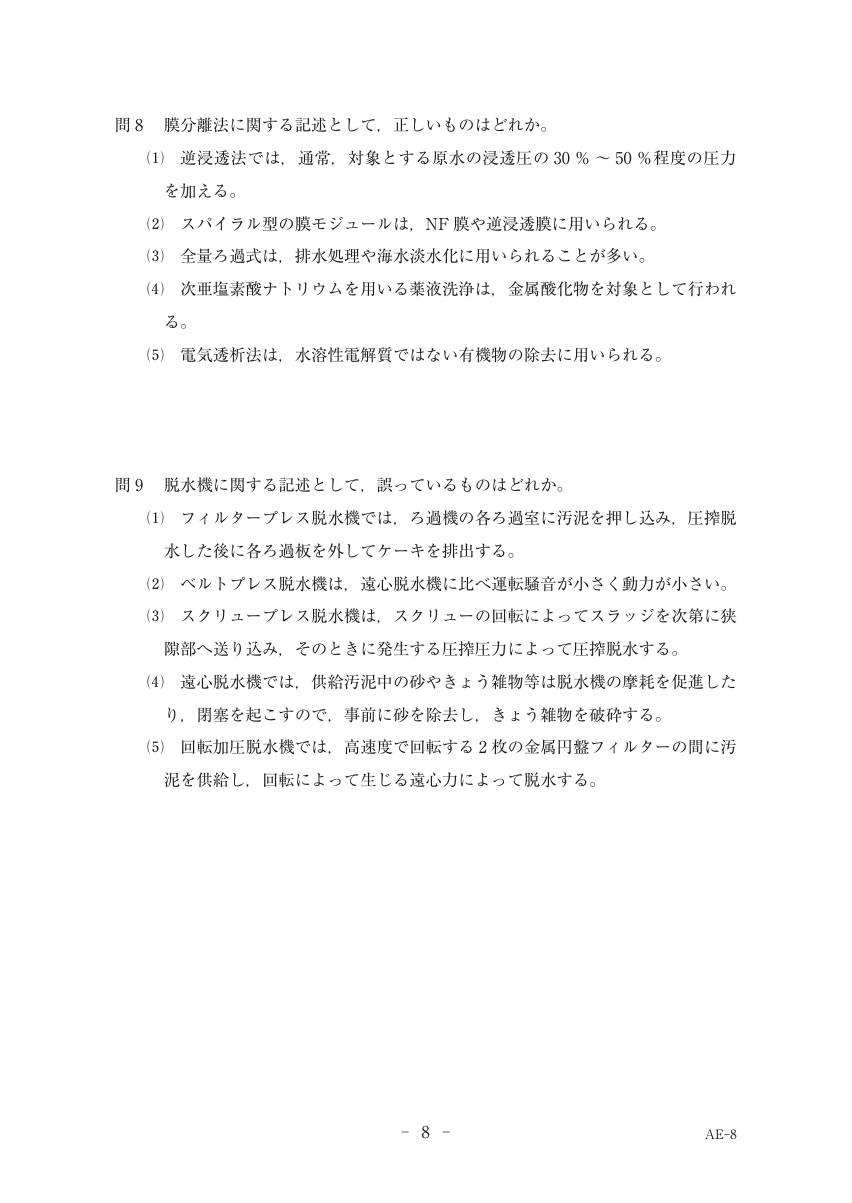 問８　膜分離法に関する記述として，正しいものはどれか。
⑴　逆浸透法では，通常，対象とする原水の浸透圧の 30 % ～ 50 %程度の圧力
を加える。
⑵　スパイラル型の膜モジュールは，NF 膜や逆浸透膜に用いられる。
⑶　全量ろ過式は，排水処理や海水淡水化に用いられることが多い。
⑷　次亜塩素酸ナトリウムを用いる薬液洗浄は，金属酸化物を対象として行われ
る。
⑸　電気透析法は，水溶性電解質ではない有機物の除去に用いられる。
問９　脱水機に関する記述として，誤っているものはどれか。
⑴　フィルタープレス脱水機では，ろ過機の各ろ過室に汚泥を押し込み，圧搾脱
水した後に各ろ過板を外してケーキを排出する。
⑵　ベルトプレス脱水機は，遠心脱水機に比べ運転騒音が小さく動力が小さい。
⑶　スクリュープレス脱水機は，スクリューの回転によってスラッジを次第に狭
隙部へ送り込み，そのときに発生する圧搾圧力によって圧搾脱水する。
⑷　遠心脱水機では，供給汚泥中の砂やきょう雑物等は脱水機の摩耗を促進した
り，閉塞を起こすので，事前に砂を除去し，きょう雑物を破砕する。
⑸　回転加圧脱水機では，高速度で回転する２枚の金属円盤フィルターの間に汚
泥を供給し，回転によって生じる遠心力によって脱水する。
- 8 -
AE-8